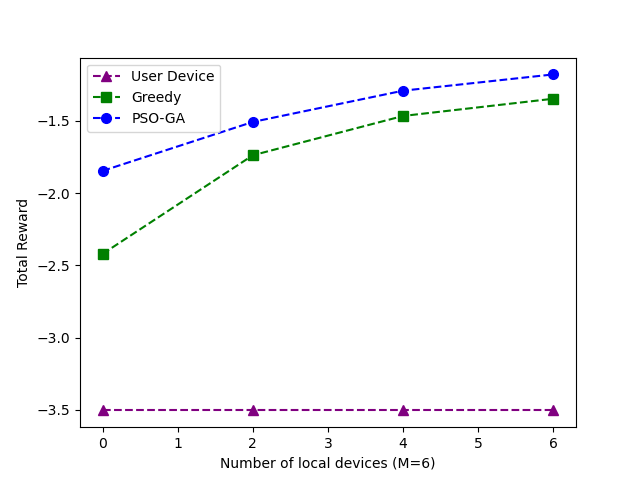 User Device
Greedy
PSO-GA
−1.5
−2.0
−2.5
−3.0
−3.5
Total Reward
0 1 2 3 4 5 6
Number of local devices (M=6)